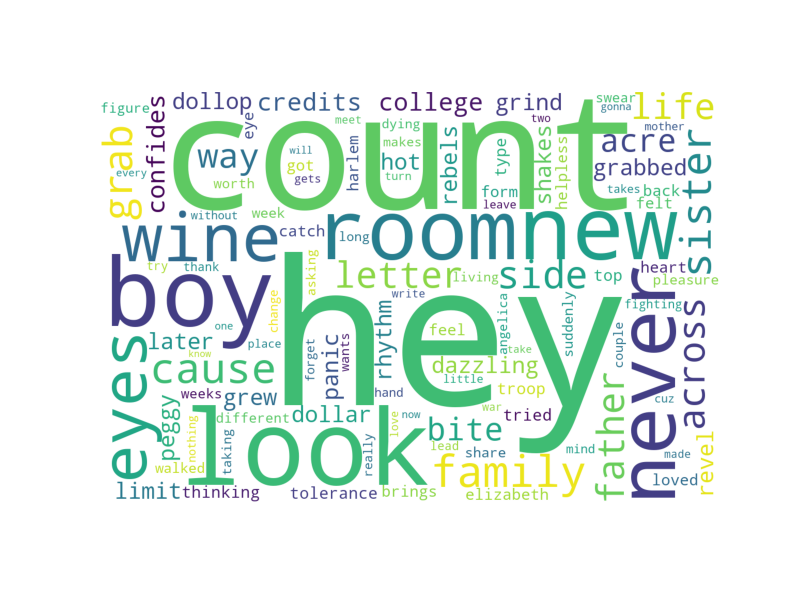 figure
dollop
credits
college
grind
swear
gonna
life
grab
confides
eye
count
meet
dying
two
mother
every
way
will
got
gets
worth
harlem
makes
turn
hot
rebels
type
form
leave
shakes
helpless
acre
grabbed
takes
back
felt
sister
without
week
wine
catch
long
room
new
boy
try
thank
hey
letter
living
side
top
heart
pleasure
never
across
fighting
asking
change
one
place
know
forget
wants
panic
rhythm
write
feel
angelica
take
little
suddenly
couple
eyes
later
cause
weeks
grew
hand
dazzling
troop
war
tried
father
cuz
peggy
different
dollar
now
love
really
look
bite
lead
share
mind
made
loved
revel
nothing
walked
taking
limit
thinking
tolerance
brings
family
elizabeth